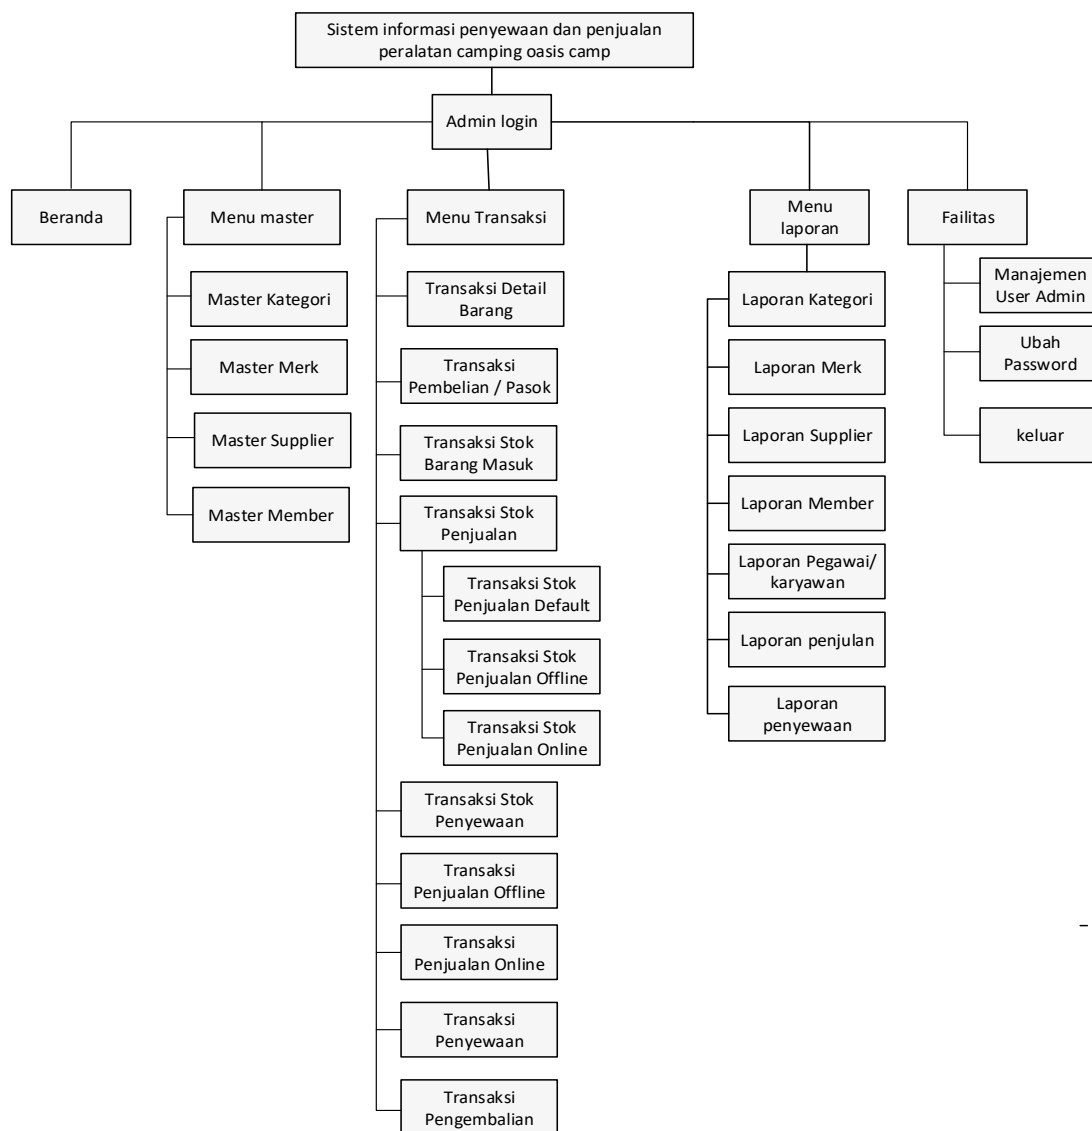 Sistem informasi penyewaan dan penjualan
peralatan camping oasis camp
Admin login
Beranda
Menu master
Master Kategori
Master Merk
Master Supplier
Master Member
Menu Transaksi
Transaksi Detail
Barang
Transaksi
Pembelian / Pasok
Transaksi Stok
Barang Masuk
Transaksi Stok
Penjualan
Transaksi Stok
Penjualan Default
Transaksi Stok
Penjualan Offline
Transaksi Stok
Penjualan Online
Transaksi Stok
Penyewaan
Transaksi
Penjualan Offline
Transaksi
Penjualan Online
Transaksi
Penyewaan
Transaksi
Pengembalian
Menu
laporan
Laporan Kategori
Laporan Merk
Laporan Supplier
Laporan Member
Laporan Pegawai/
karyawan
Laporan penjulan
Laporan
penyewaan
Failitas
Manajemen
User Admin
Ubah
Password
keluar